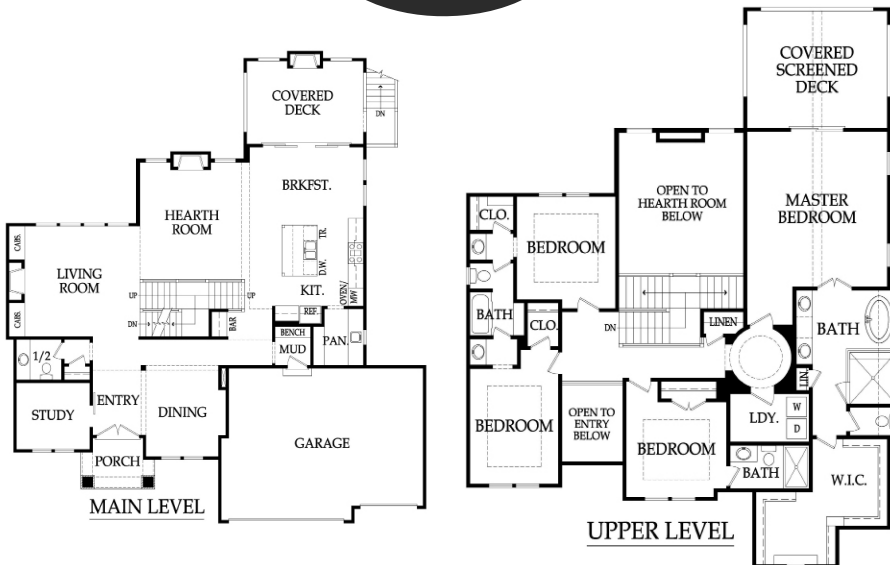 COVERED
DECK
DN
BRKFST.
HEARTH
ROOM
TR.
D.W.
CABS.
LIVING
ROOM
CABS.
UP
UP
DN
KIT.
OVEN/
MW
REF.
BAR
BENCH
MUD
PAN.
1/2
STUDY
ENTRY
DINING
GARAGE
PORCH
MAIN LEVEL
COVERED
SCREENED
DECK
OPEN TO
HEARTH ROOM
BELOW
MASTER
BEDROOM
CLO.
BEDROOM
BATH
CLO.
DN
LINEN
BATH
LIN.
BEDROOM
OPEN TO
ENTRY
BELOW
BEDROOM
LDY.
W
D
BATH
W.I.C.
UPPER LEVEL